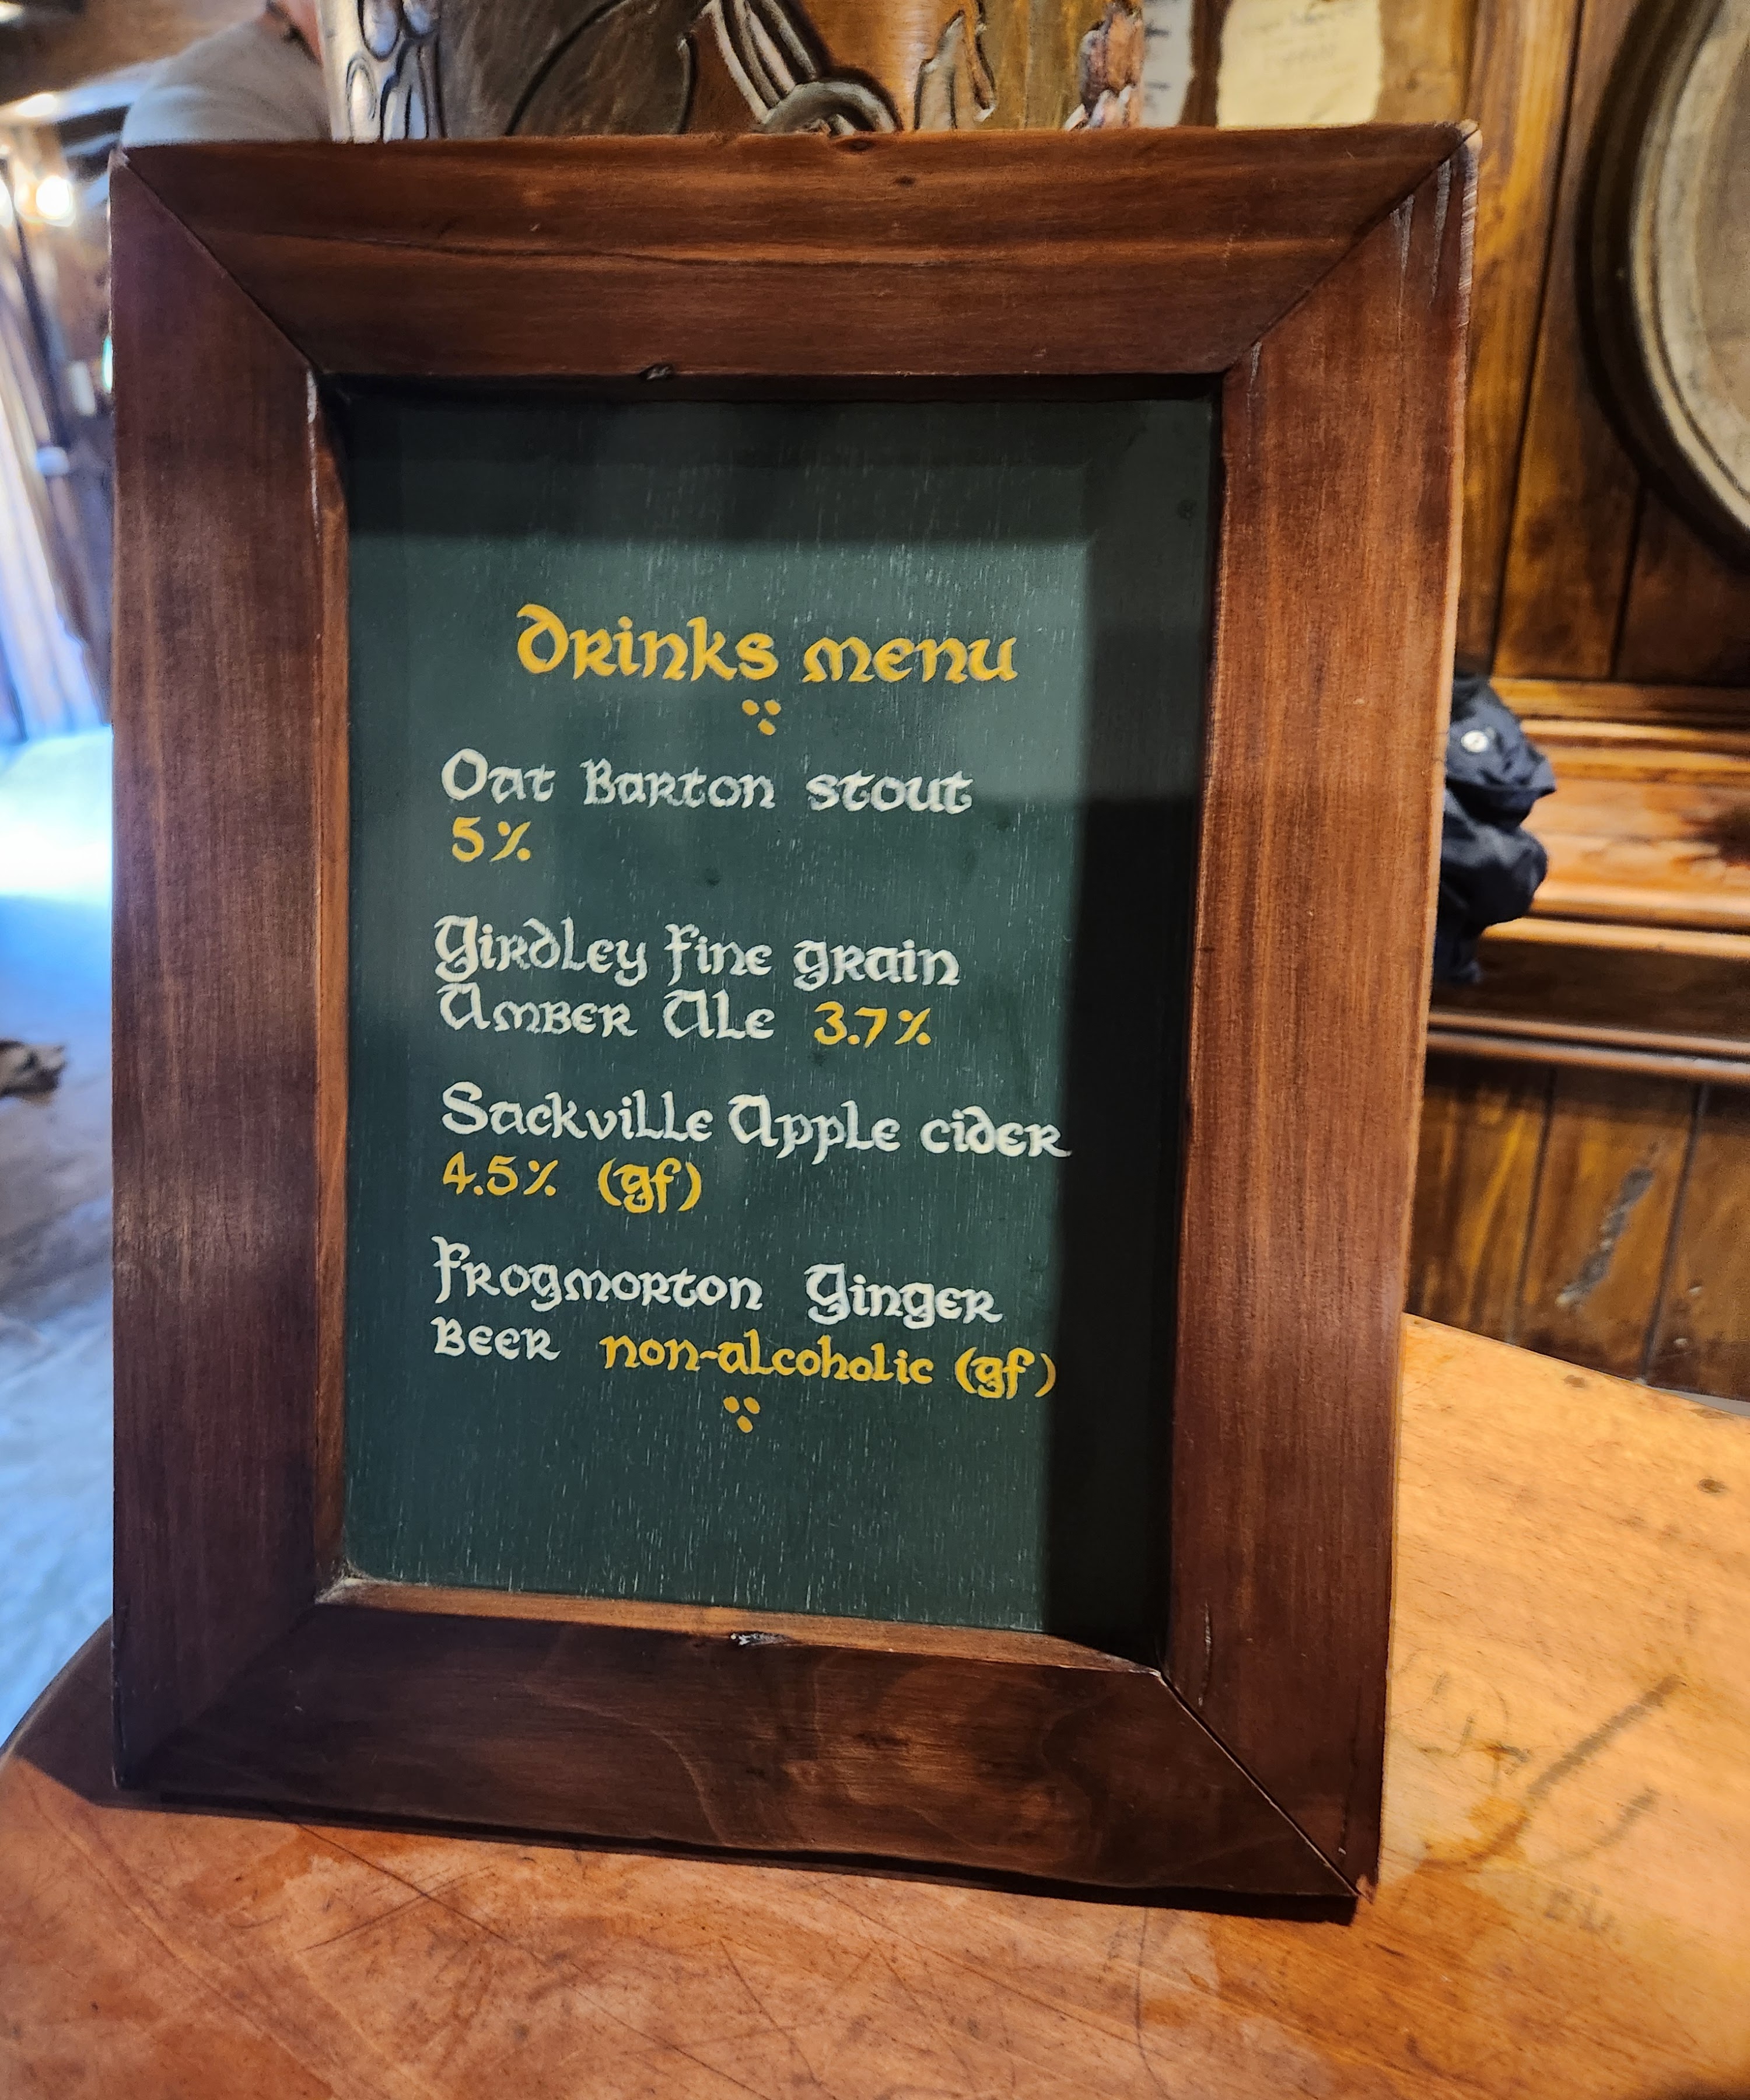 Drinks menu
Oat Barton stout
5%
Girdley fine grain
Amber Ale 3.7%
Sackville Apple cider
4.5% (gf)
Frogmorton Ginger
Beer non-alcoholic (gf)